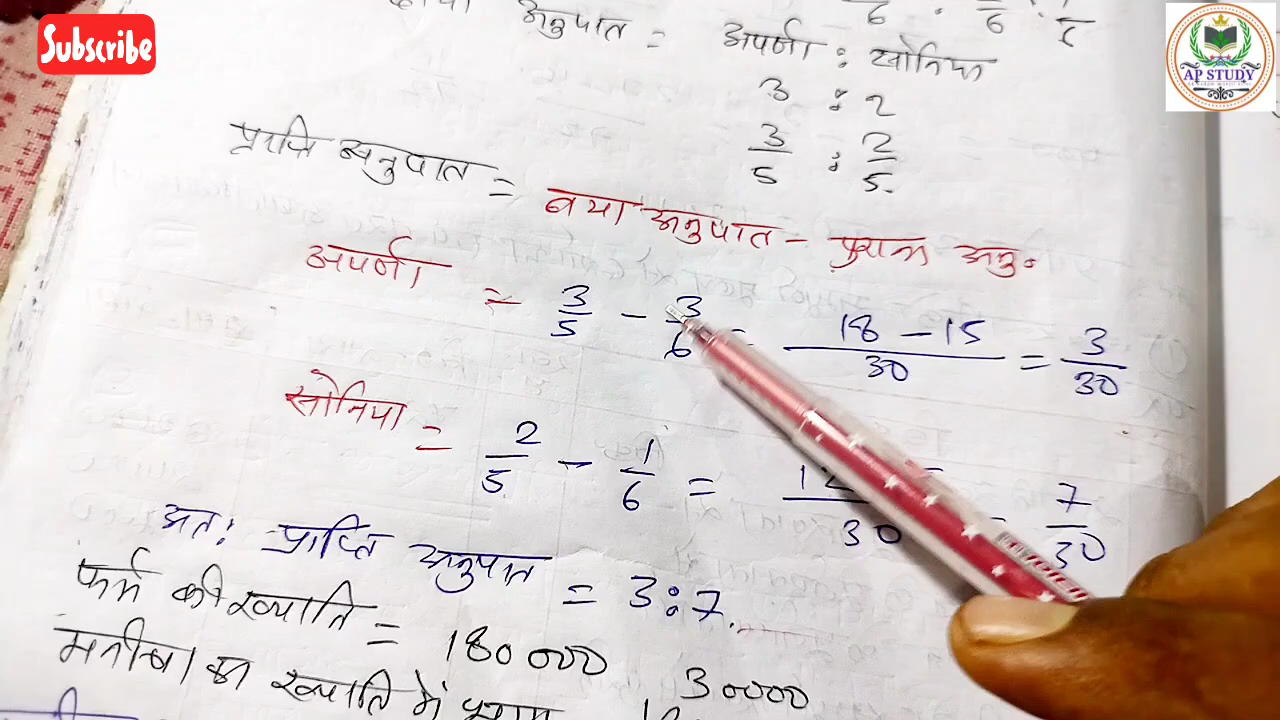 Subscribe
AP STUDY
अनुपात = अपर्णा : सोनिया
3 : 2
3/5 : 2/5
प्राप्ति अनुपात = नया अनुपात - पुराना अनु०
अपर्णा = 3/5 - 3/6 = 18 - 15 / 30 = 3/30
सोनिया = 2/5 - 1/6 = 30 = 7/30
अतः प्राप्ति अनुपात = 3:7.
फर्म की ख्याति = 180000
ख्याति में 30000